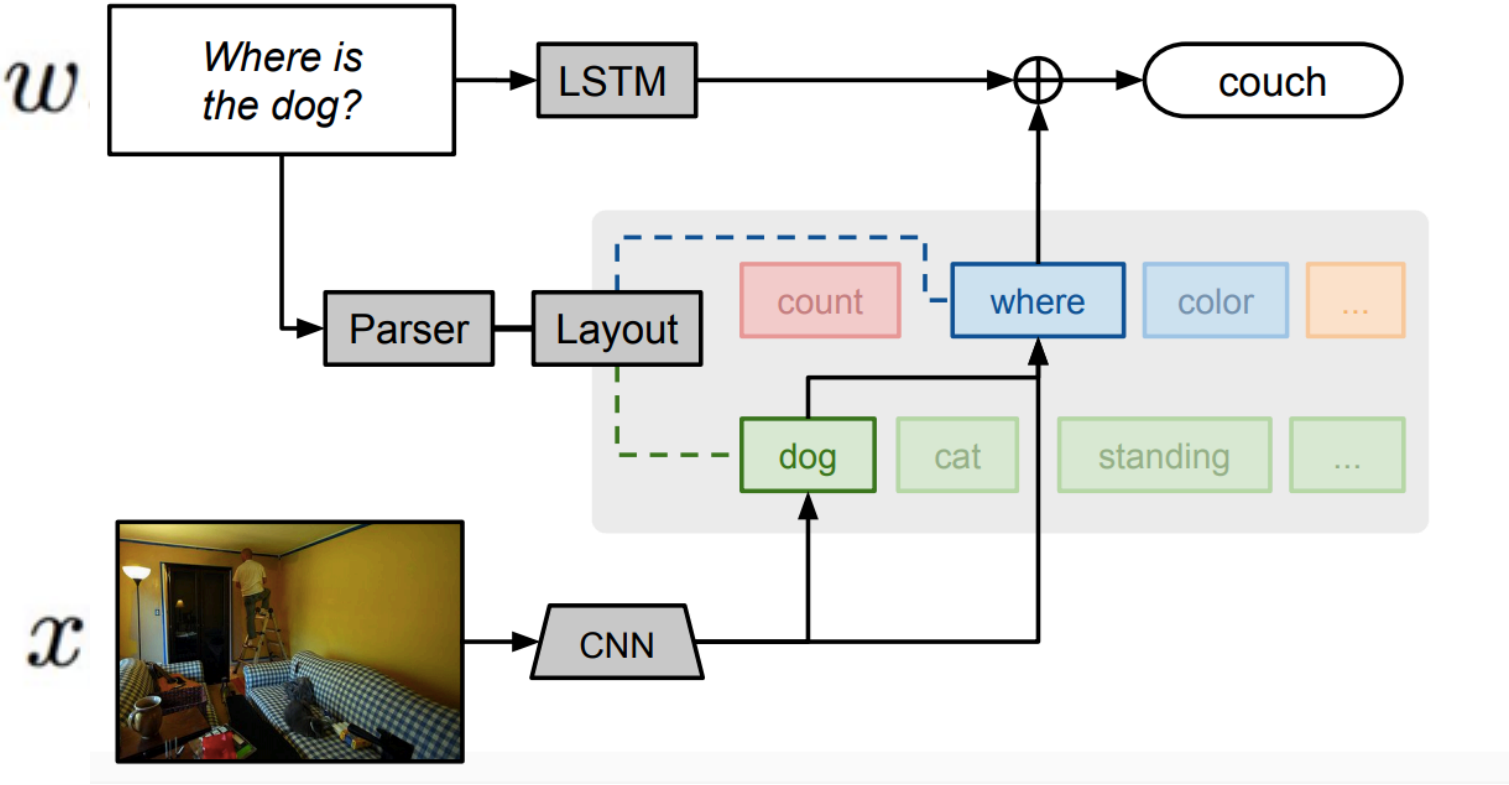 w
Where is
the dog?
LSTM
couch
Parser
Layout
count
where
color
...
dog
cat
standing
...
x
CNN